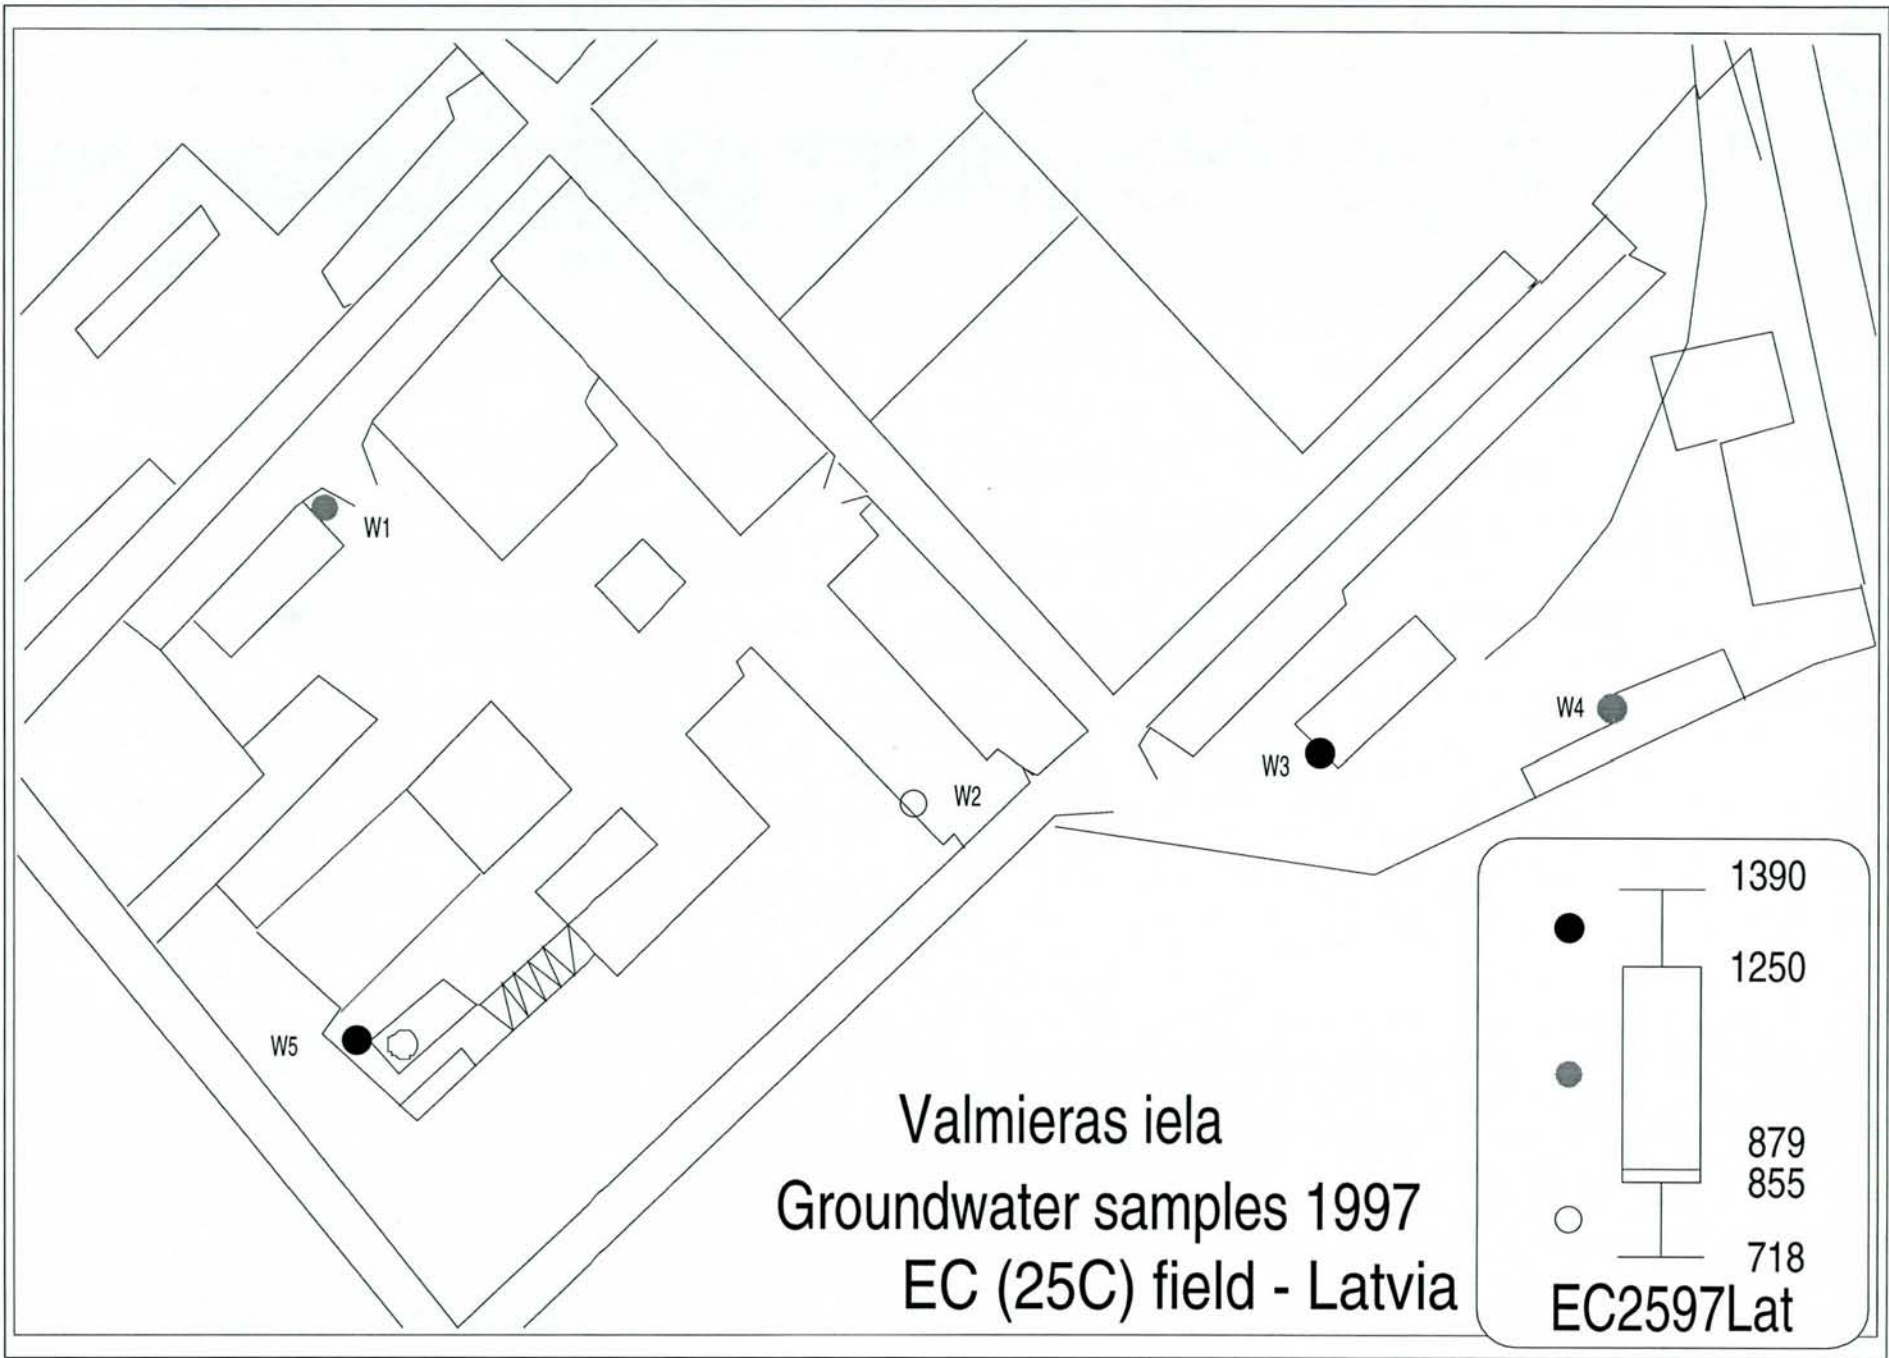 W1
W4
W3
W2
W5
1390
1250
879
855
718
EC2597Lat
Valmieras iela
Groundwater samples 1997
EC (25C) field - Latvia